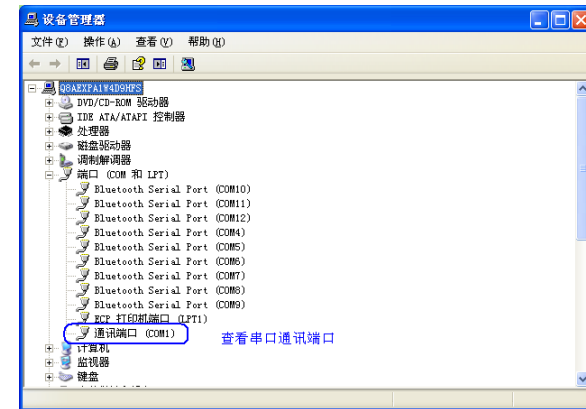 设备管理器
文件(F) 操作(A) 查看(V) 帮助(H)
Q8AEXPA1W4D9HPS
DVD/CD-ROM 驱动器
IDE ATA/ATAPI 控制器
处理器
磁盘驱动器
调制解调器
端口 (COM 和 LPT)
Bluetooth Serial Port (COM10)
Bluetooth Serial Port (COM11)
Bluetooth Serial Port (COM12)
Bluetooth Serial Port (COM4)
Bluetooth Serial Port (COM5)
Bluetooth Serial Port (COM6)
Bluetooth Serial Port (COM7)
Bluetooth Serial Port (COM8)
Bluetooth Serial Port (COM9)
ECP 打印机端口 (LPT1)
通讯端口 (COM1) 查看串口通讯端口
计算机
监视器
键盘